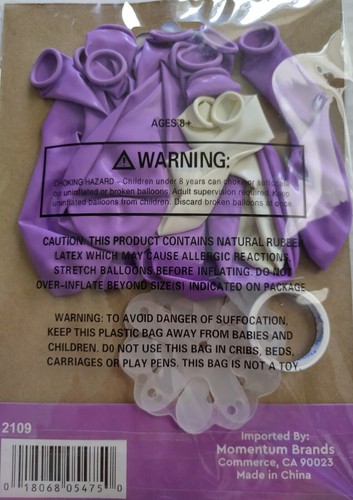 AGES 8+
⚠WARNING:
CHOKING HAZARD - Children under 8 years can choke or suffocate
on uninflated or broken balloons. Adult supervision required. Keep
uninflated balloons from children. Discard broken balloons at once.
CAUTION: THIS PRODUCT CONTAINS NATURAL RUBBER
LATEX WHICH MAY CAUSE ALLERGIC REACTIONS.
STRETCH BALLOONS BEFORE INFLATING. DO NOT
OVER-INFLATE BEYOND SIZE(S) INDICATED ON PACKAGE.
WARNING: TO AVOID DANGER OF SUFFOCATION,
KEEP THIS PLASTIC BAG AWAY FROM BABIES AND
CHILDREN. DO NOT USE THIS BAG IN CRIBS, BEDS,
CARRIAGES OR PLAY PENS. THIS BAG IS NOT A TOY.
2109
Imported By:
Momentum Brands
Commerce, CA 90023
Made in China
0 18068 05475 0